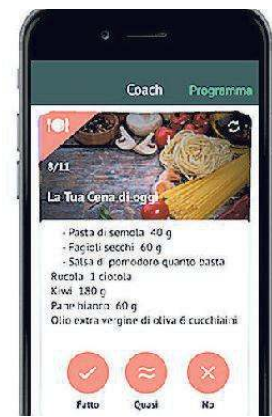 Coach Programma
8/11
La Tua Cena di oggi
- Pasta di semola 40 g
- Fagioli secchi 60 g
- Salsa di pomodoro quanto basta
Rucola 1 ciotola
Kiwi 180 g
Pane bianco 60 g
Olio extra vergine di oliva 6 cucchiaini
Fatto Quasi No